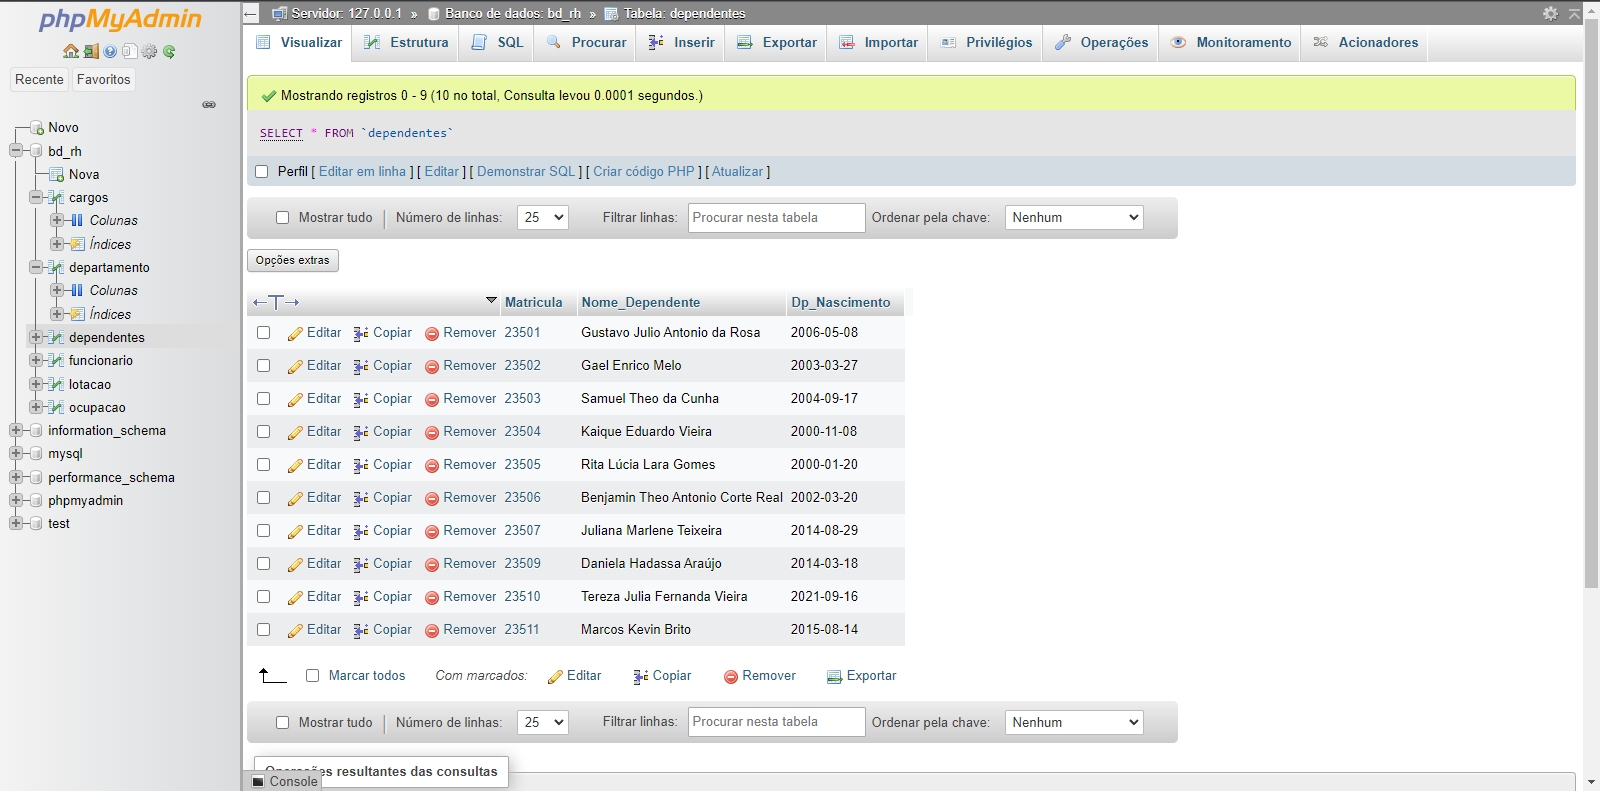 phpMyAdmin
Recente Favoritos
Novo
bd_rh
Nova
cargos
Colunas
Índices
departamento
Colunas
Índices
dependentes
funcionario
lotacao
ocupacao
information_schema
mysql
performance_schema
phpmyadmin
test
Servidor: 127.0.0.1 » Banco de dados: bd_rh » Tabela: dependentes
Visualizar Estrutura SQL Procurar Inserir Exportar Importar Privilégios Operações Monitoramento Acionadores
Mostrando registros 0 - 9 (10 no total, Consulta levou 0.0001 segundos.)
SELECT * FROM `dependentes`
Perfil [ Editar em linha ] [ Editar ] [ Demonstrar SQL ] [ Criar código PHP ] [ Atualizar ]
Mostrar tudo | Número de linhas: 25 Filtrar linhas: Procurar nesta tabela Ordenar pela chave: Nenhum
Opções extras
←T→ Matricula Nome_Dependente Dp_Nascimento
Editar Copiar Remover 23501 Gustavo Julio Antonio da Rosa 2006-05-08
Editar Copiar Remover 23502 Gael Enrico Melo 2003-03-27
Editar Copiar Remover 23503 Samuel Theo da Cunha 2004-09-17
Editar Copiar Remover 23504 Kaique Eduardo Vieira 2000-11-08
Editar Copiar Remover 23505 Rita Lúcia Lara Gomes 2000-01-20
Editar Copiar Remover 23506 Benjamin Theo Antonio Corte Real 2002-03-20
Editar Copiar Remover 23507 Juliana Marlene Teixeira 2014-08-29
Editar Copiar Remover 23509 Daniela Hadassa Araújo 2014-03-18
Editar Copiar Remover 23510 Tereza Julia Fernanda Vieira 2021-09-16
Editar Copiar Remover 23511 Marcos Kevin Brito 2015-08-14
Marcar todos Com marcados: Editar Copiar Remover Exportar
Mostrar tudo | Número de linhas: 25 Filtrar linhas: Procurar nesta tabela Ordenar pela chave: Nenhum
Operações resultantes das consultas
Console